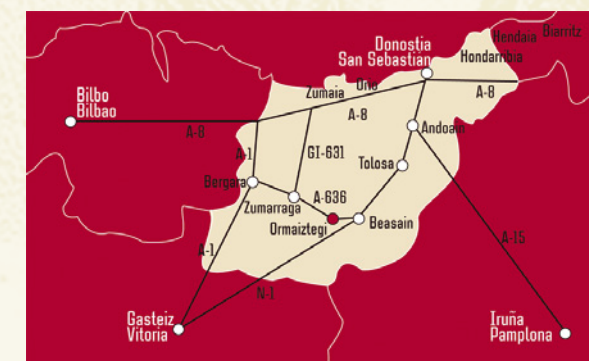 Hendaia
Biarritz
Donostia
San Sebastian
Hondarribia
Zumaia
Orio
A-8
A-8
Bilbo
Bilbao
A-8
Andoain
A-1
GI-631
Tolosa
Bergara
A-636
Zumarraga
Ormaiztegi
Beasain
A-1
A-15
N-1
Gasteiz
Vitoria
Iruña
Pamplona